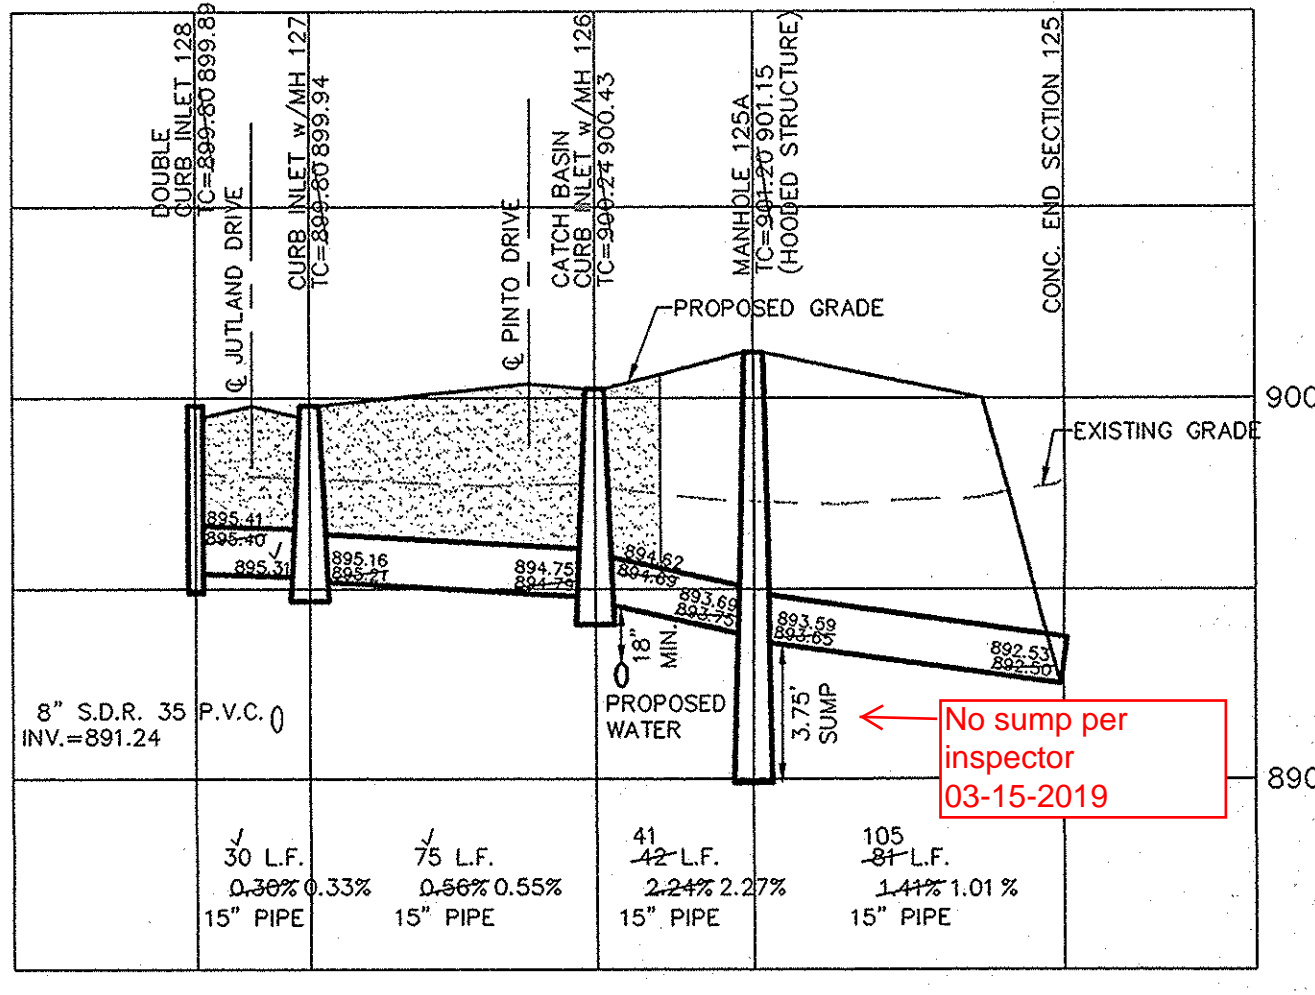 DOUBLE
CURB INLET 128
TC=899.80 899.89
℄ JUTLAND DRIVE
CURB INLET w/MH 127
TC=899.80 899.94
℄ PINTO DRIVE
CATCH BASIN
CURB INLET w/MH 126
TC=900.24 900.43
MANHOLE 125A
TC=901.20 901.15
(HOODED STRUCTURE)
CONC. END SECTION 125
PROPOSED GRADE
900
EXISTING GRADE
895.41
895.40
895.31
895.16
895.21
894.75
894.79
894.62
894.69
893.69
893.75
893.59
893.65
892.53
892.50
18"
MIN.
PROPOSED
WATER
3.75'
SUMP
8" S.D.R. 35 P.V.C.
INV.=891.24
No sump per
inspector
03-15-2019
890
30 L.F.
0.30% 0.33%
15" PIPE
75 L.F.
0.56% 0.55%
15" PIPE
41
42 L.F.
2.24% 2.27%
15" PIPE
105
81 L.F.
1.41% 1.01%
15" PIPE